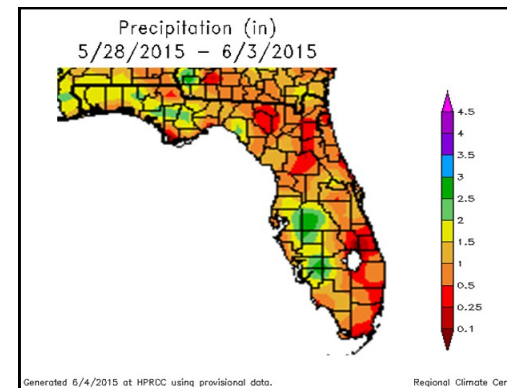 Precipitation (in)
5/28/2015 – 6/3/2015
4.5
4
3.5
3
2.5
2
1.5
1
0.5
0.25
0.1
Generated 6/4/2015 at HPRCC using provisional data.
Regional Climate Cen